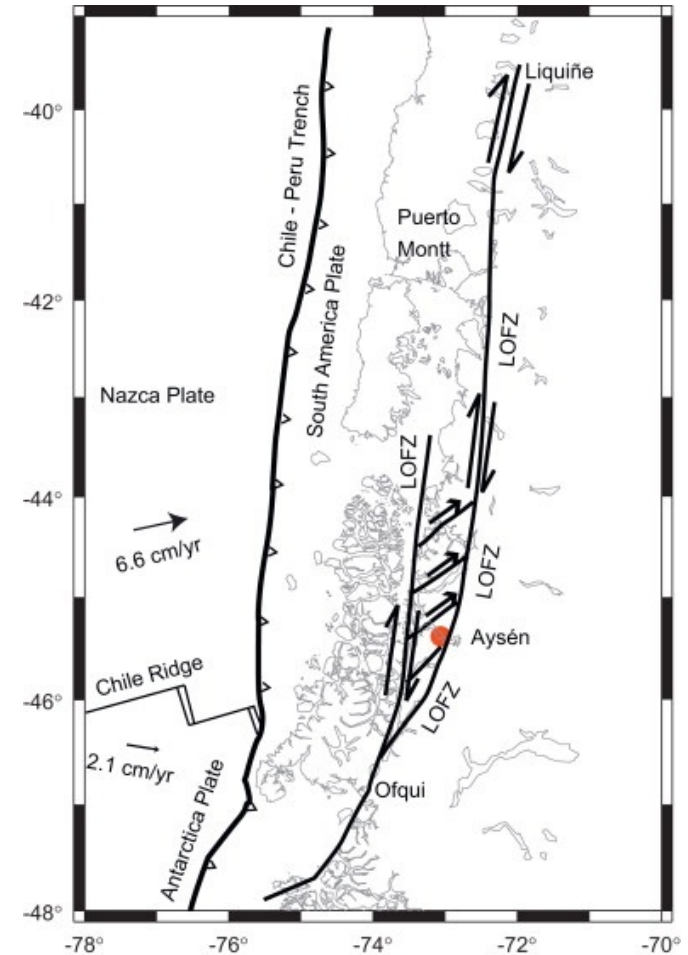 -40°
-42°
-44°
-46°
-48°
-78°
-76°
-74°
-72°
-70°
Liquiñe
Chile - Peru Trench
Puerto
Montt
South America Plate
LOFZ
Nazca Plate
LOFZ
6.6 cm/yr
LOFZ
Aysén
Chile Ridge
LOFZ
2.1 cm/yr
Ofqui
Antarctica Plate